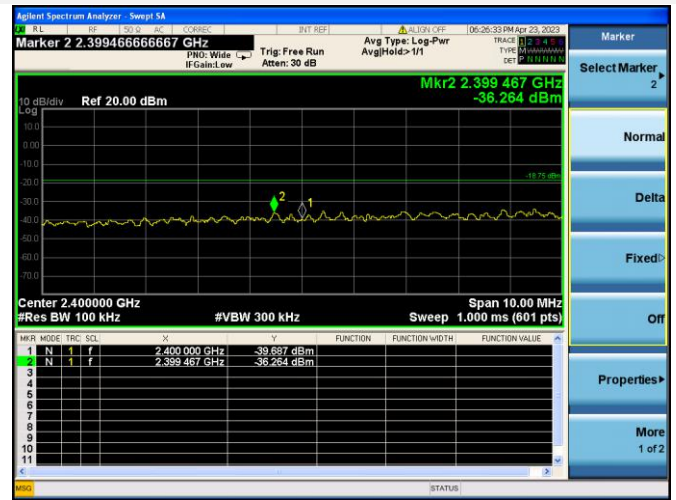 Agilent Spectrum Analyzer - Swept SA
RL RF 50 Ω AC CORREC INT REF ALIGN OFF 06:26:33 PM Apr 23, 2023
Marker 2 2.399466666667 GHz
PNO: Wide Trig: Free Run Avg Type: Log-Pwr TRACE 1 2 3 4 5 6
IFGain:Low Atten: 30 dB Avg|Hold>1/1 TYPE M
DET P N N N N N
Mkr2 2.399 467 GHz
10 dB/div Ref 20.00 dBm -36.264 dBm
Log
10.0
0.00
-10.0
-18.75 dBm
-20.0
-30.0
2 1
-40.0
-50.0
-60.0
-70.0
Center 2.400000 GHz Span 10.00 MHz
#Res BW 100 kHz #VBW 300 kHz Sweep 1.000 ms (601 pts)
MKR MODE TRC SCL X Y FUNCTION FUNCTION WIDTH FUNCTION VALUE
1 N 1 f 2.400 000 GHz -39.687 dBm
2 N 1 f 2.399 467 GHz -36.264 dBm
3
4
5
6
7
8
9
10
11
MSG STATUS
Marker
Select Marker
2
Normal
Delta
Fixed
Off
Properties
More
1 of 2